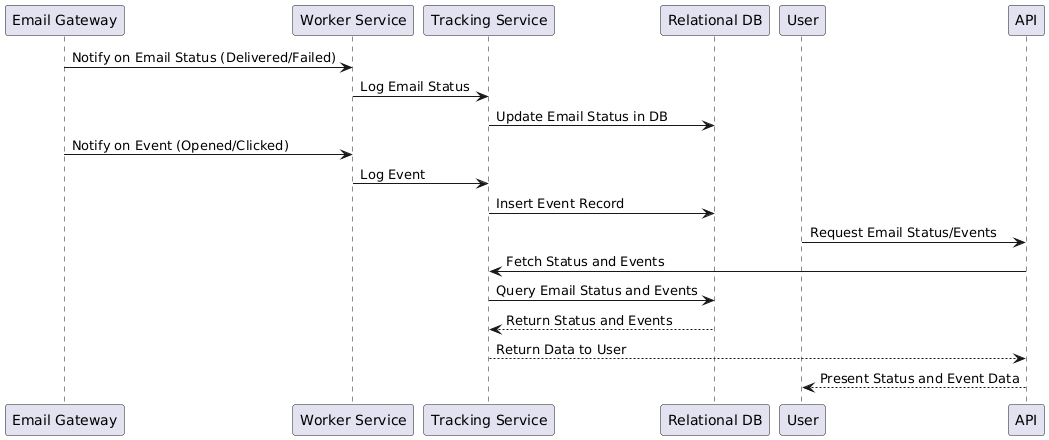 Email Gateway Worker Service Tracking Service Relational DB User API
Notify on Email Status (Delivered/Failed)
Log Email Status
Update Email Status in DB
Notify on Event (Opened/Clicked)
Log Event
Insert Event Record
Request Email Status/Events
Fetch Status and Events
Query Email Status and Events
Return Status and Events
Return Data to User
Present Status and Event Data
Email Gateway Worker Service Tracking Service Relational DB User API